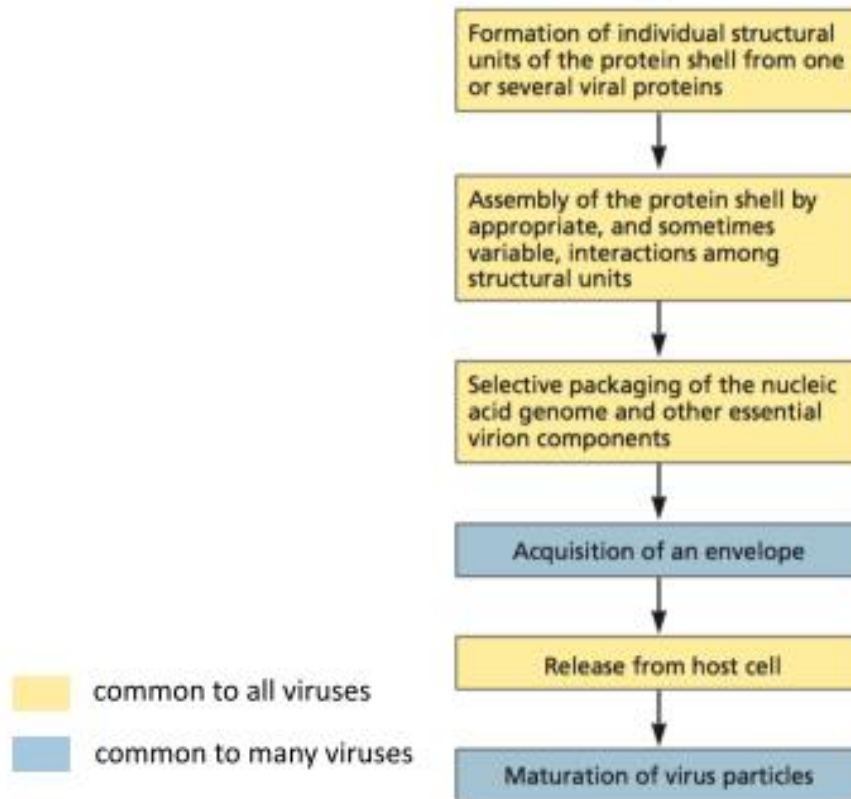 Formation of individual structural
units of the protein shell from one
or several viral proteins
Assembly of the protein shell by
appropriate, and sometimes
variable, interactions among
structural units
Selective packaging of the nucleic
acid genome and other essential
virion components
Acquisition of an envelope
Release from host cell
Maturation of virus particles
common to all viruses
common to many viruses